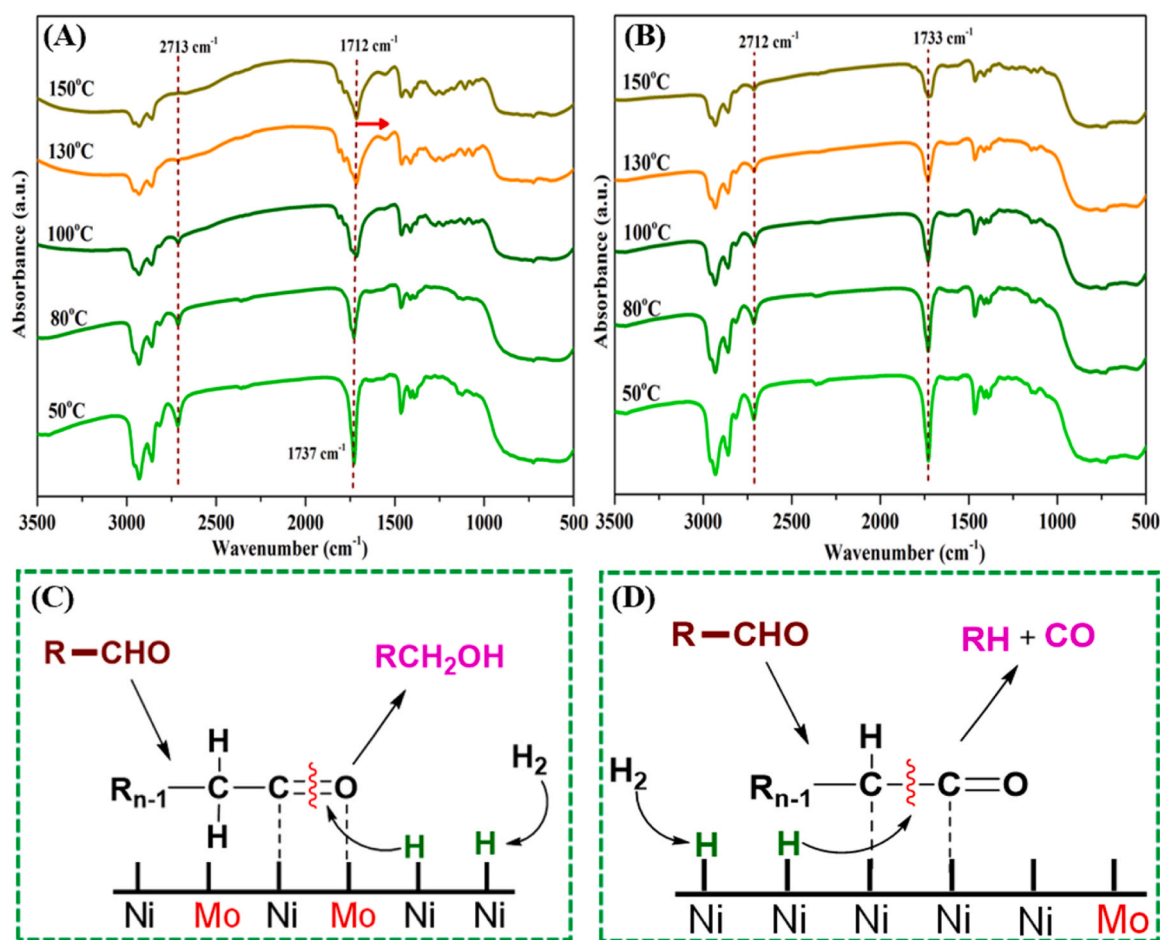 (A)
2713 cm-1
1712 cm-1
150°C
130°C
100°C
80°C
50°C
1737 cm-1
Absorbance (a.u.)
3500 3000 2500 2000 1500 1000 500
Wavenumber (cm-1)
(B)
2712 cm-1
1733 cm-1
150°C
130°C
100°C
80°C
50°C
Absorbance (a.u.)
3500 3000 2500 2000 1500 1000 500
Wavenumber (cm-1)
(C)
R—CHO
RCH2OH
H
H2
Rn-1—C—C=O
H
H H
Ni Mo Ni Mo Ni Ni
(D)
R—CHO
RH + CO
H
H2
Rn-1—C—C=O
H H
Ni Ni Ni Ni Ni Mo